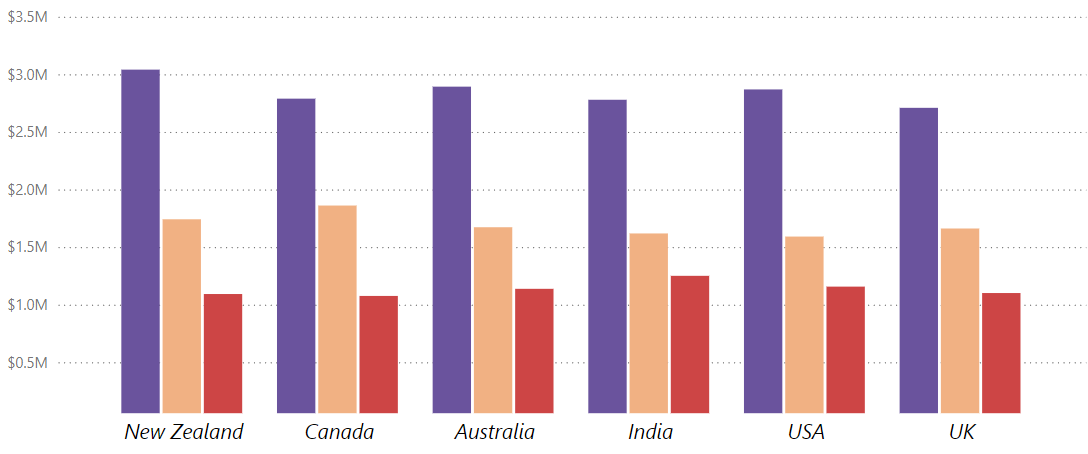 $3.5M
$3.0M
$2.5M
$2.0M
$1.5M
$1.0M
$0.5M
New Zealand Canada Australia India USA UK